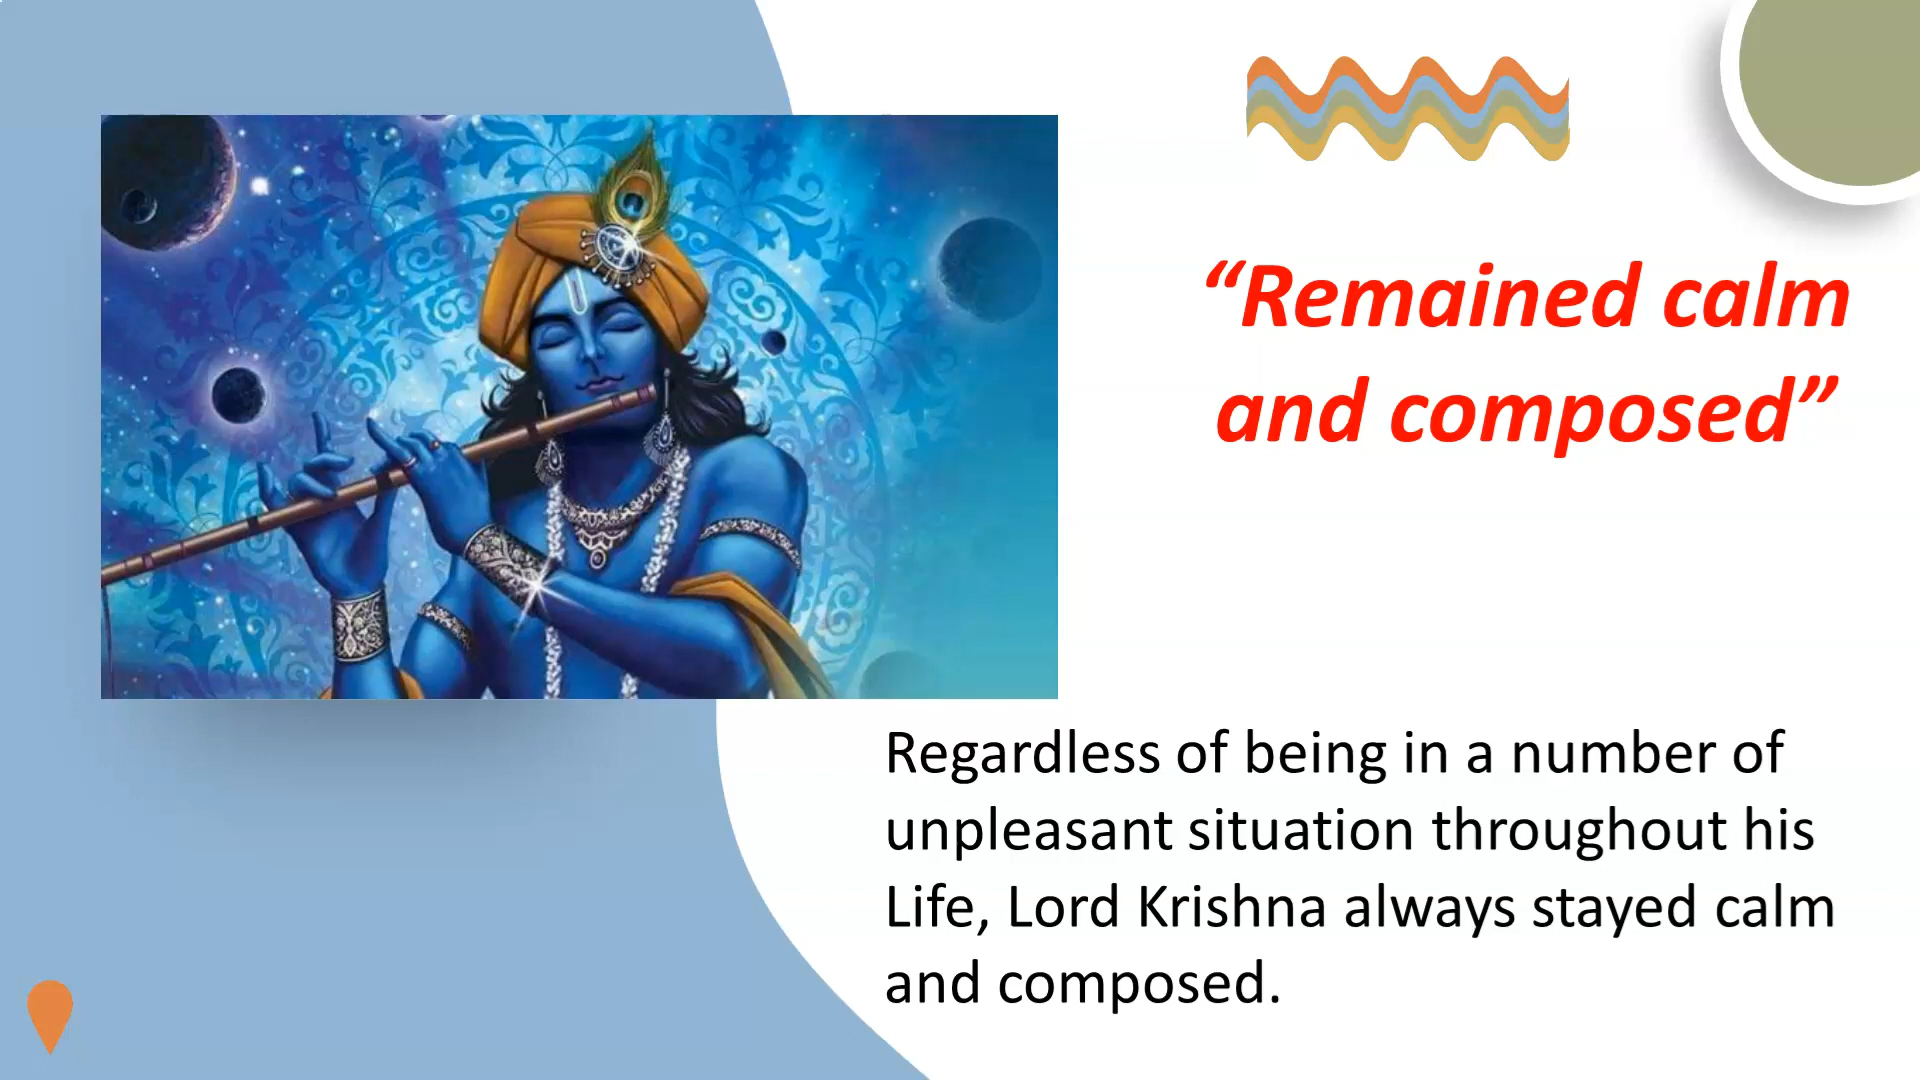 “Remained calm
and composed”
Regardless of being in a number of
unpleasant situation throughout his
Life, Lord Krishna always stayed calm
and composed.